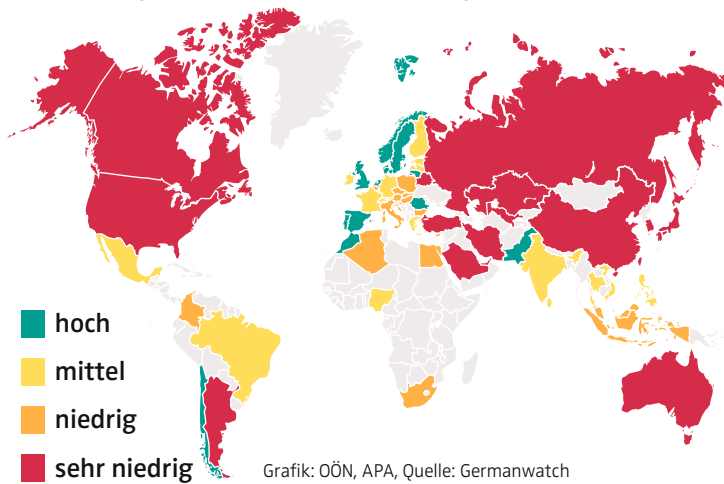 hoch
mittel
niedrig
sehr niedrig
Grafik: OÖN, APA, Quelle: Germanwatch